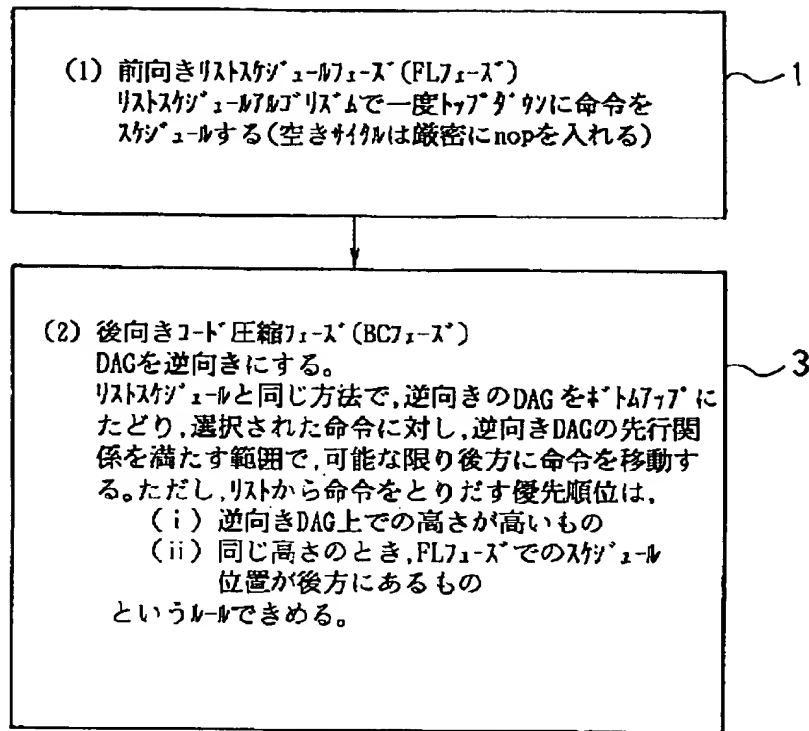 (1) 前向きﾘｽﾄｽｹｼﾞｭｰﾙﾌｪｰｽﾞ(FLﾌｪｰｽﾞ)
1
ﾘｽﾄｽｹｼﾞｭｰﾙｱﾙｺﾞﾘｽﾞﾑで一度ﾄｯﾌﾟﾀﾞｳﾝに命令を
ｽｹｼﾞｭｰﾙする(空きｻｲｸﾙは厳密にnopを入れる)
(2) 後向きｺｰﾄﾞ圧縮ﾌｪｰｽﾞ(BCﾌｪｰｽﾞ)
DAGを逆向きにする。
3
ﾘｽﾄｽｹｼﾞｭｰﾙと同じ方法で,逆向きのDAGをﾎﾞﾄﾑｱｯﾌﾟに
たどり,選択された命令に対し,逆向きDAGの先行関
係を満たす範囲で,可能な限り後方に命令を移動す
る。ただし,ﾘｽﾄから命令をとりだす優先順位は,
(ⅰ) 逆向きDAG上での高さが高いもの
(ⅱ) 同じ高さのとき,FLﾌｪｰｽﾞでのｽｹｼﾞｭｰﾙ
位置が後方にあるもの
というﾙｰﾙできめる。